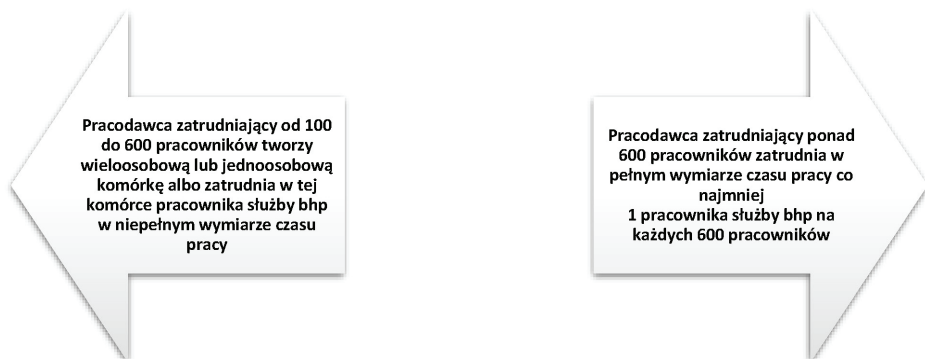 Pracodawca zatrudniający od 100
do 600 pracowników tworzy
wieloosobową lub jednoosobową
komórkę albo zatrudnia w tej
komórce pracownika służby bhp
w niepełnym wymiarze czasu
pracy
Pracodawca zatrudniający ponad
600 pracowników zatrudnia w
pełnym wymiarze czasu pracy co
najmniej
1 pracownika służby bhp na
każdych 600 pracowników